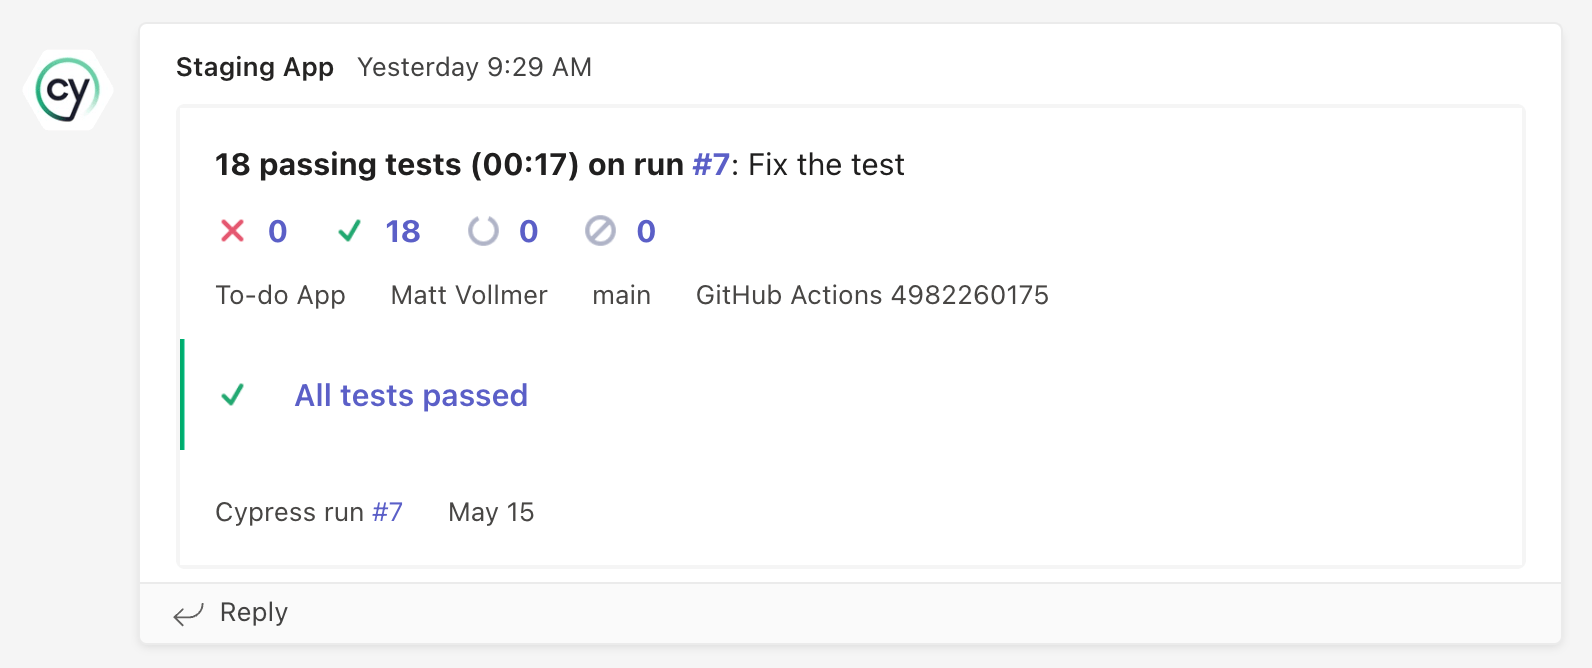 cy
Staging App Yesterday 9:29 AM
18 passing tests (00:17) on run #7: Fix the test
0 18 0 0
To-do App Matt Vollmer main GitHub Actions 4982260175
All tests passed
Cypress run #7 May 15
Reply